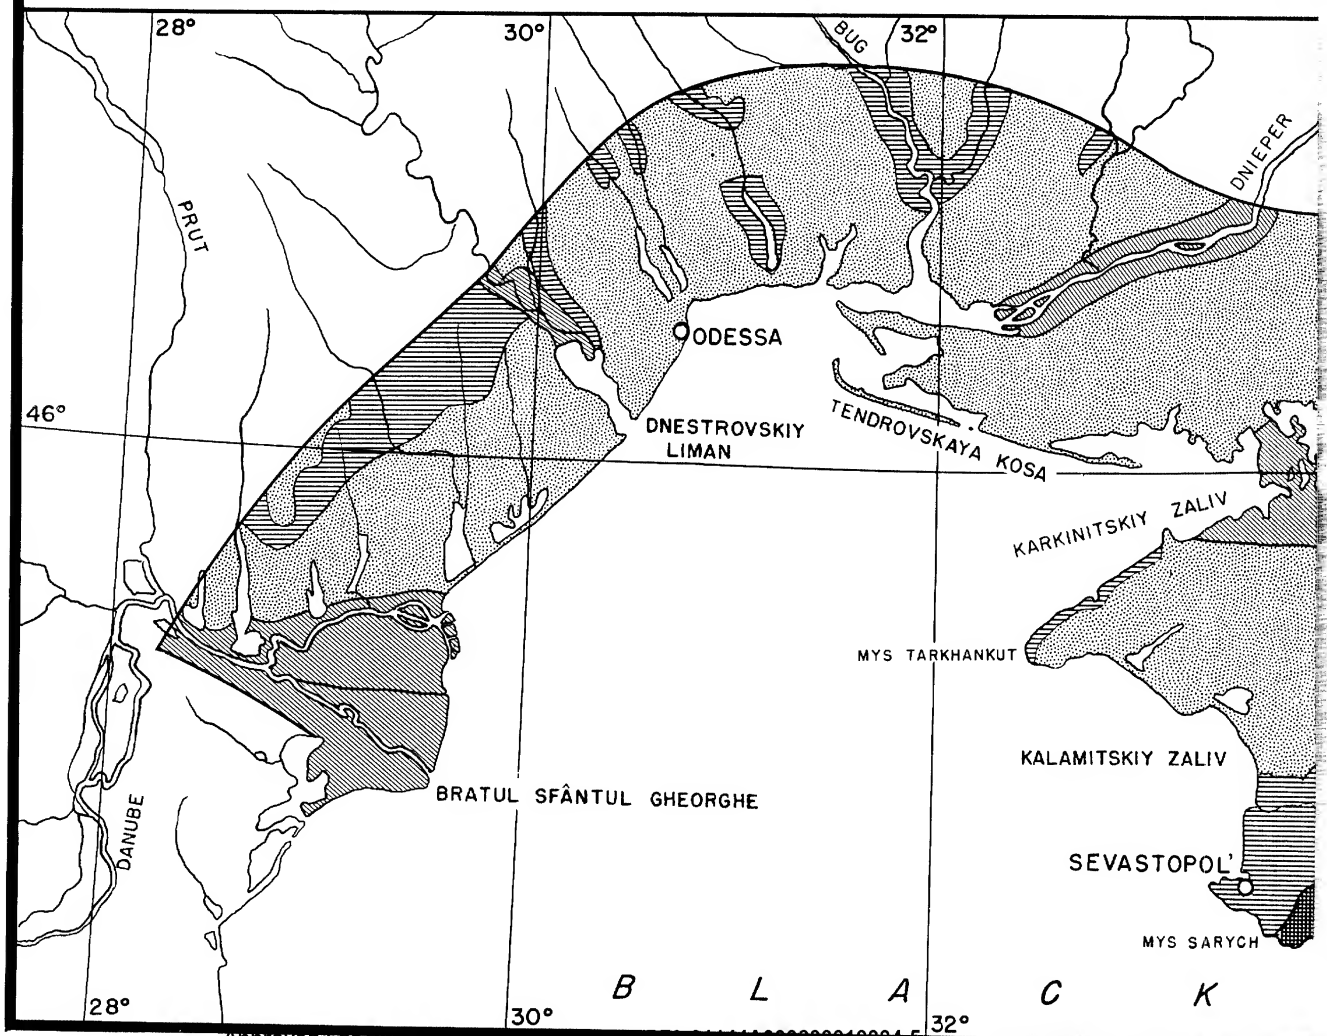 28°
30°
BUG
32°
DNIEPER
PRUT
ODESSA
46°
DNESTROVSKIY
LIMAN
TENDROVSKAYA KOSA
KARKINITSKIY ZALIV
MYS TARKHANKUT
KALAMITSKIY ZALIV
BRATUL SFÂNTUL GHEORGHE
DANUBE
SEVASTOPOL'
MYS SARYCH
B L A C K
28°
30°
32°